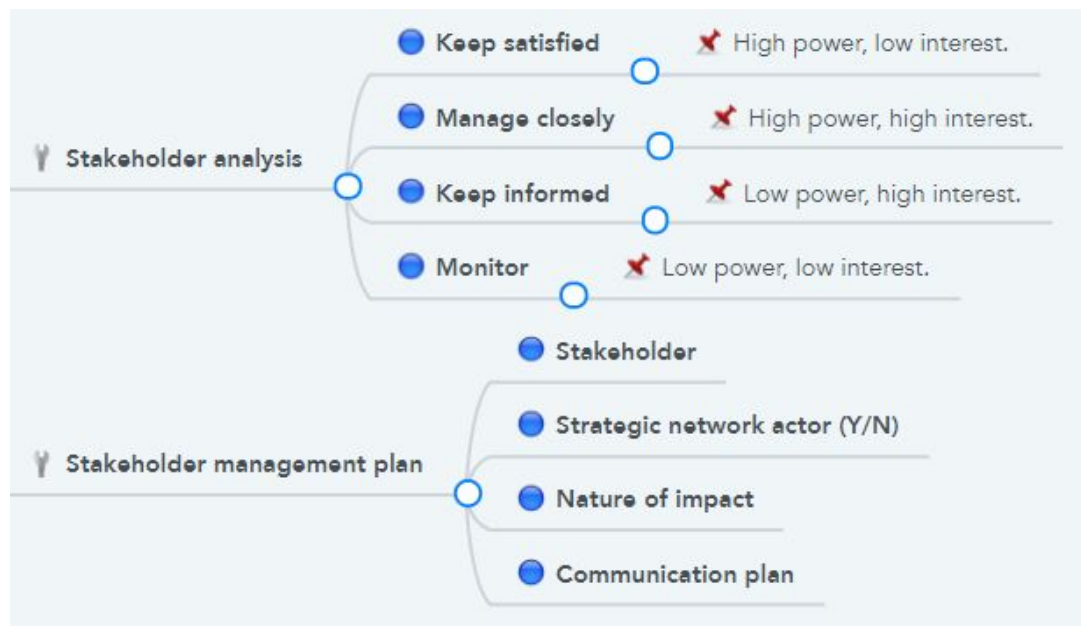 Keep satisfied High power, low interest.
Manage closely High power, high interest.
Stakeholder analysis
Keep informed Low power, high interest.
Monitor Low power, low interest.
Stakeholder
Strategic network actor (Y/N)
Stakeholder management plan
Nature of impact
Communication plan